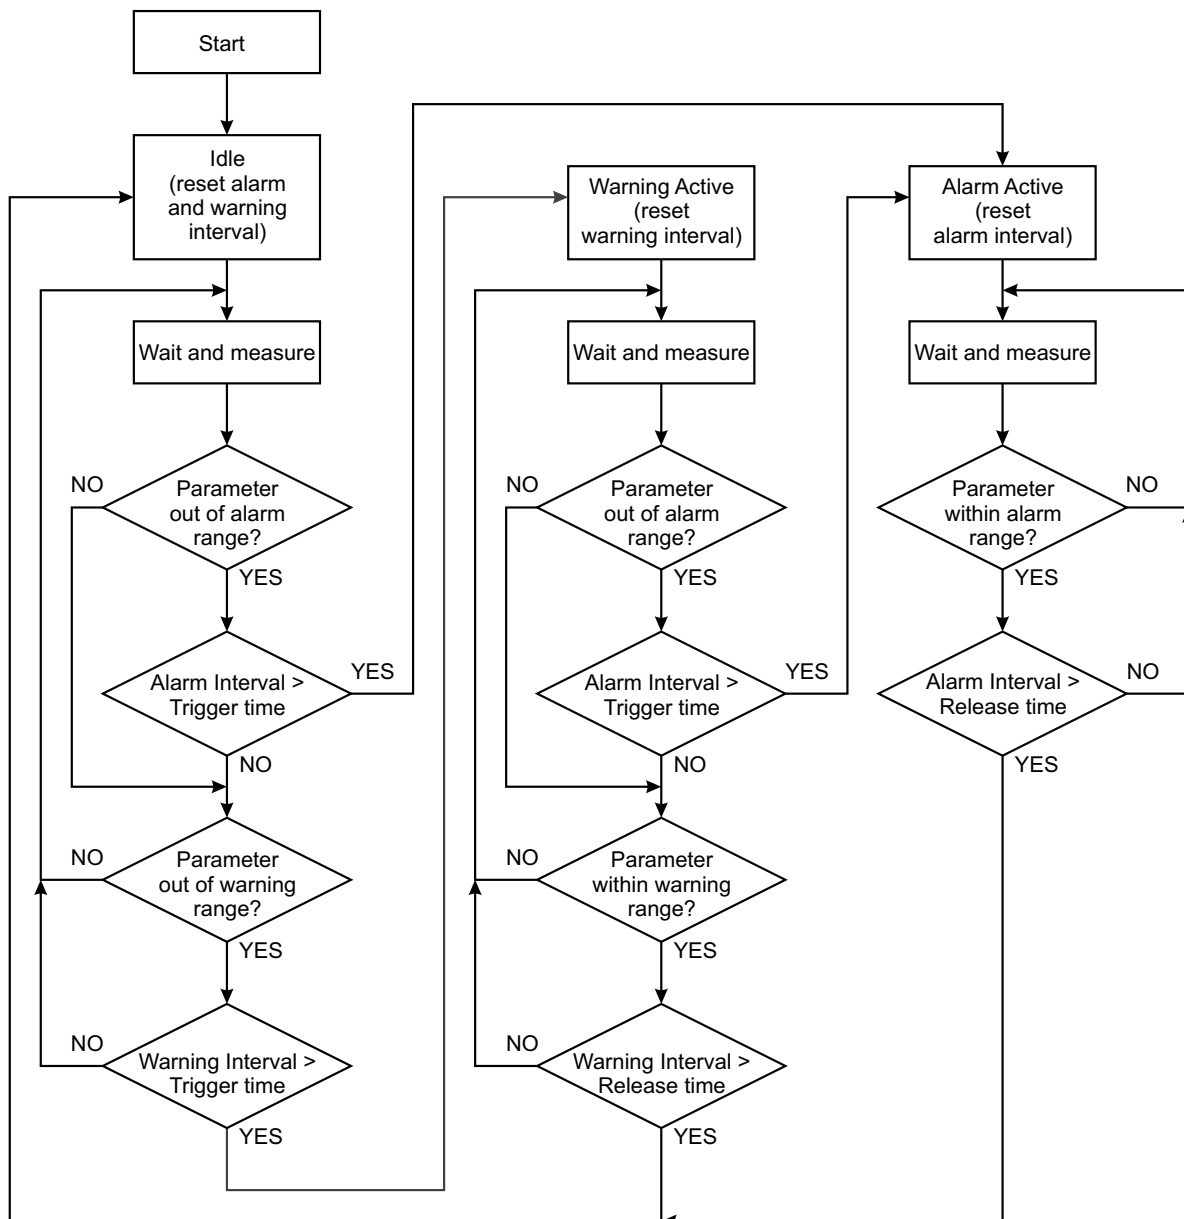 Start
Idle
(reset alarm
and warning
interval)
Wait and measure
NO
Parameter
out of alarm
range?
YES
Alarm Interval >
Trigger time
YES
NO
NO
Parameter
out of warning
range?
YES
NO
Warning Interval >
Trigger time
YES
Warning Active
(reset
warning interval)
Wait and measure
NO
Parameter
out of alarm
range?
YES
Alarm Interval >
Trigger time
YES
NO
NO
Parameter
within warning
range?
YES
NO
Warning Interval >
Release time
YES
Alarm Active
(reset
alarm interval)
Wait and measure
Parameter
within alarm
range?
NO
YES
Alarm Interval >
Release time
NO
YES